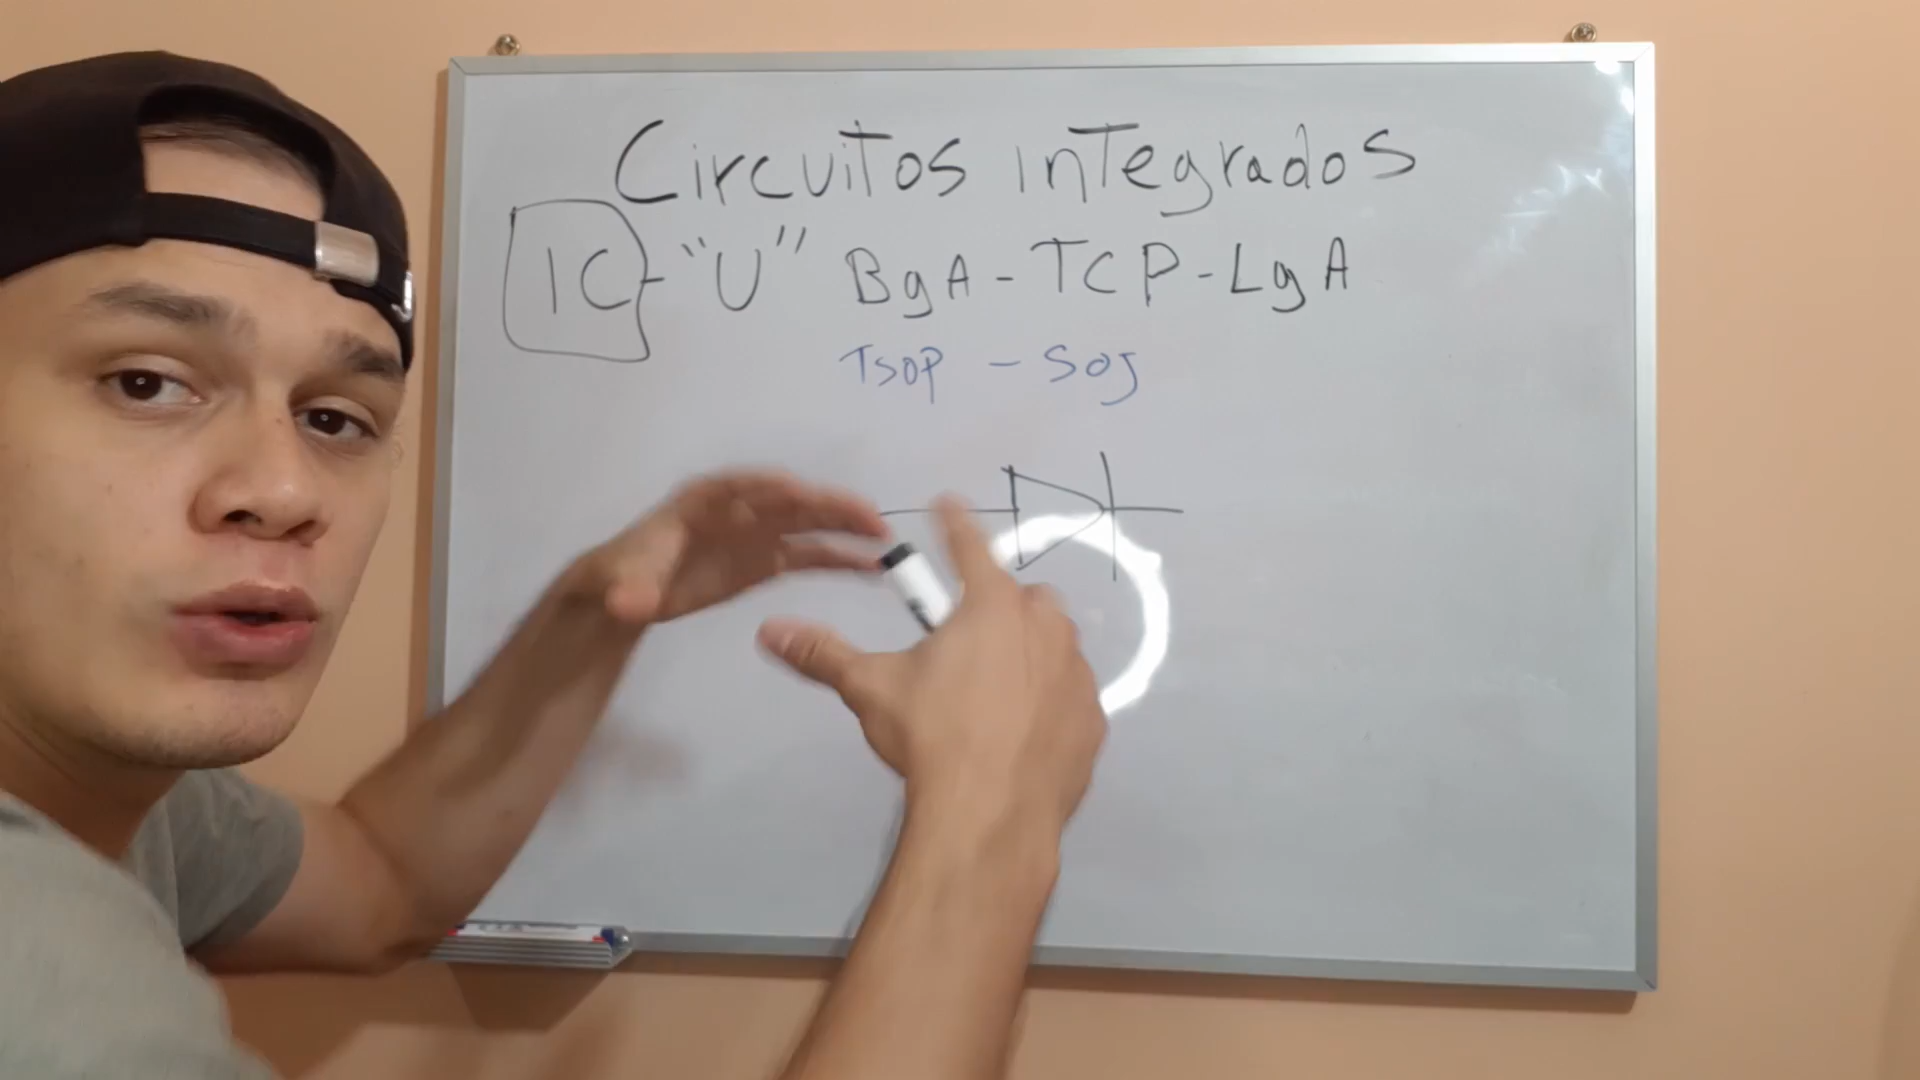 Circuitos integrados
IC - "U" BgA - TCP - LgA
TSOP - SOJ